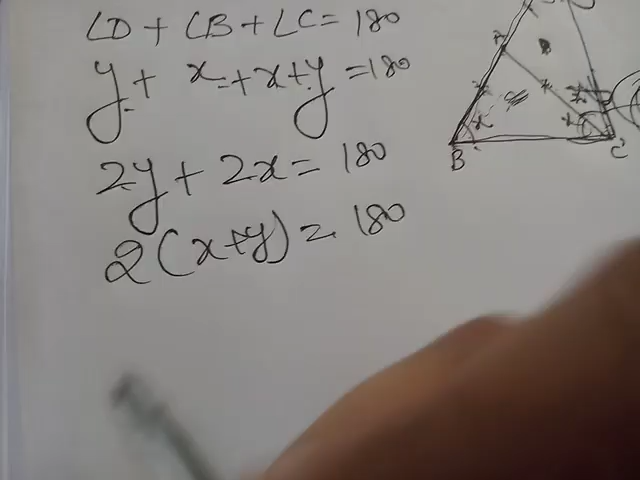 ∠D + ∠B + ∠C = 180
y + x + x + y = 180
2y + 2x = 180
2(x+y) = 180
A
x
x
B
C